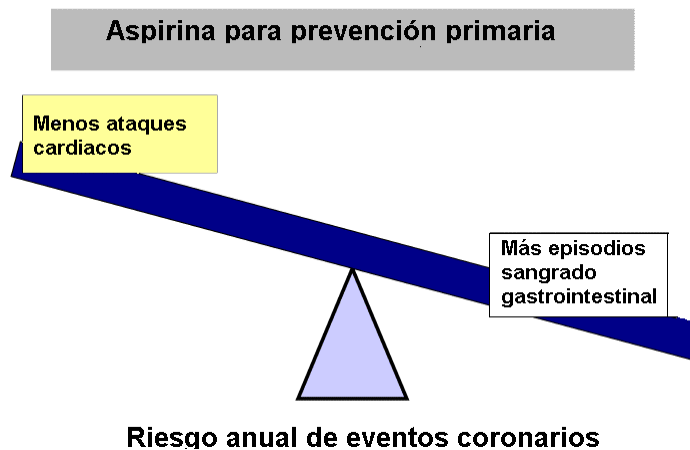 Aspirina para prevención primaria
Menos ataques
cardiacos
Más episodios
sangrado
gastrointestinal
Riesgo anual de eventos coronarios